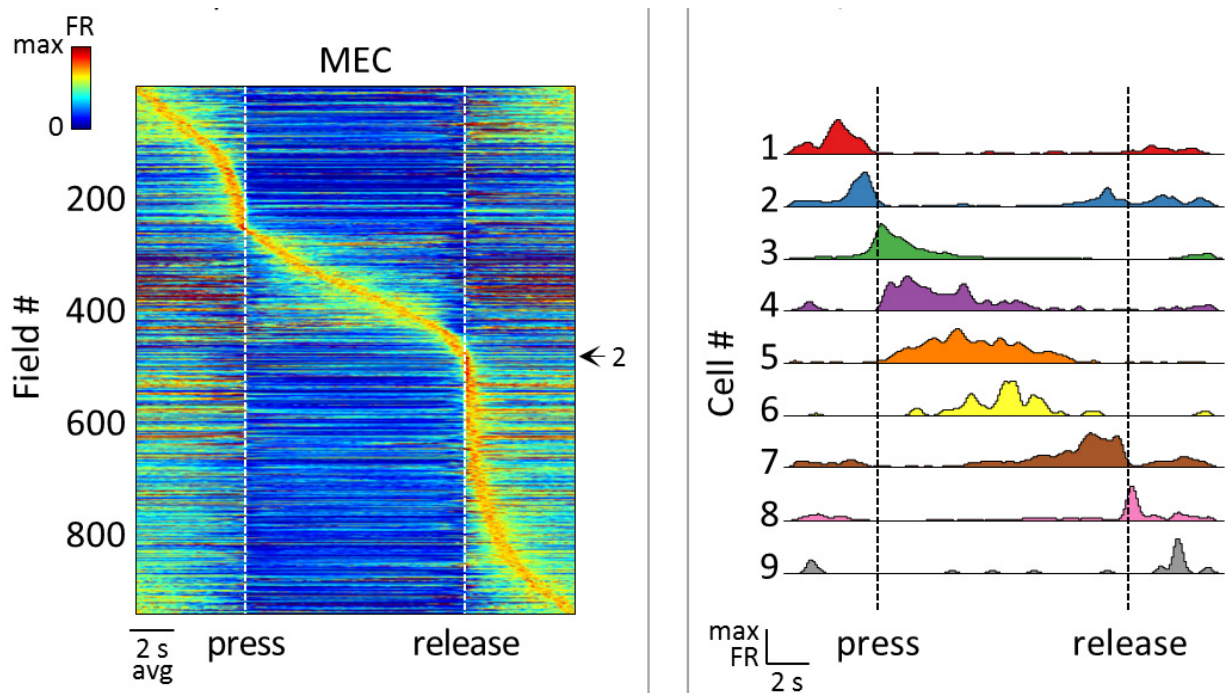 FR
max
0
MEC
Field #
200
400
600
800
2
2 s
avg
press
release
Cell #
1
2
3
4
5
6
7
8
9
max
FR
2 s
press
release